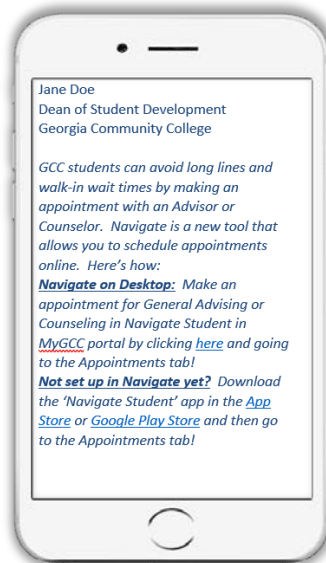 Jane Doe
Dean of Student Development
Georgia Community College
GCC students can avoid long lines and
walk-in wait times by making an
appointment with an Advisor or
Counselor.  Navigate is a new tool that
allows you to schedule appointments
online.  Here's how:
Navigate on Desktop:  Make an
appointment for General Advising or
Counseling in Navigate Student in
MyGCC portal by clicking here and going
to the Appointments tab!
Not set up in Navigate yet?  Download
the 'Navigate Student' app in the App
Store or Google Play Store and then go
to the Appointments tab!